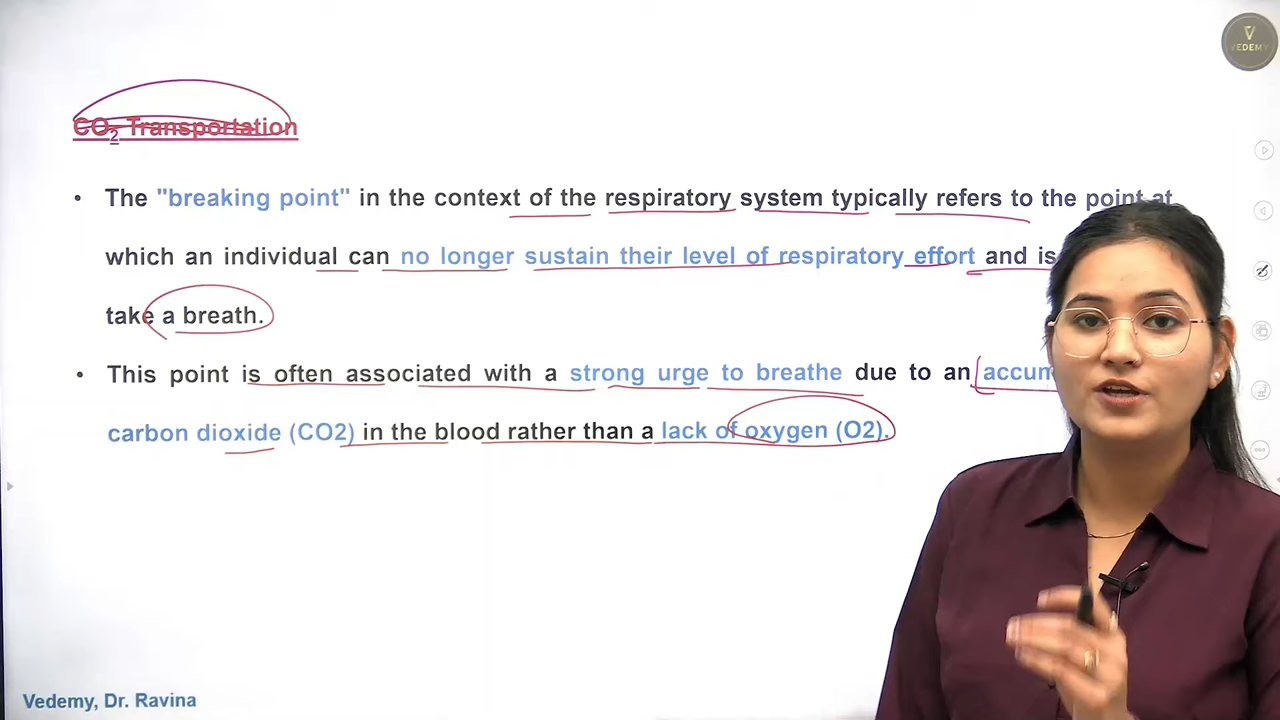 VEDEMY
CO2 Transportation
• The "breaking point" in the context of the respiratory system typically refers to the point at
which an individual can no longer sustain their level of respiratory effort and is
take a breath.
• This point is often associated with a strong urge to breathe due to an
carbon dioxide (CO2) in the blood rather than a lack of oxygen (O2).
Vedemy, Dr. Ravina